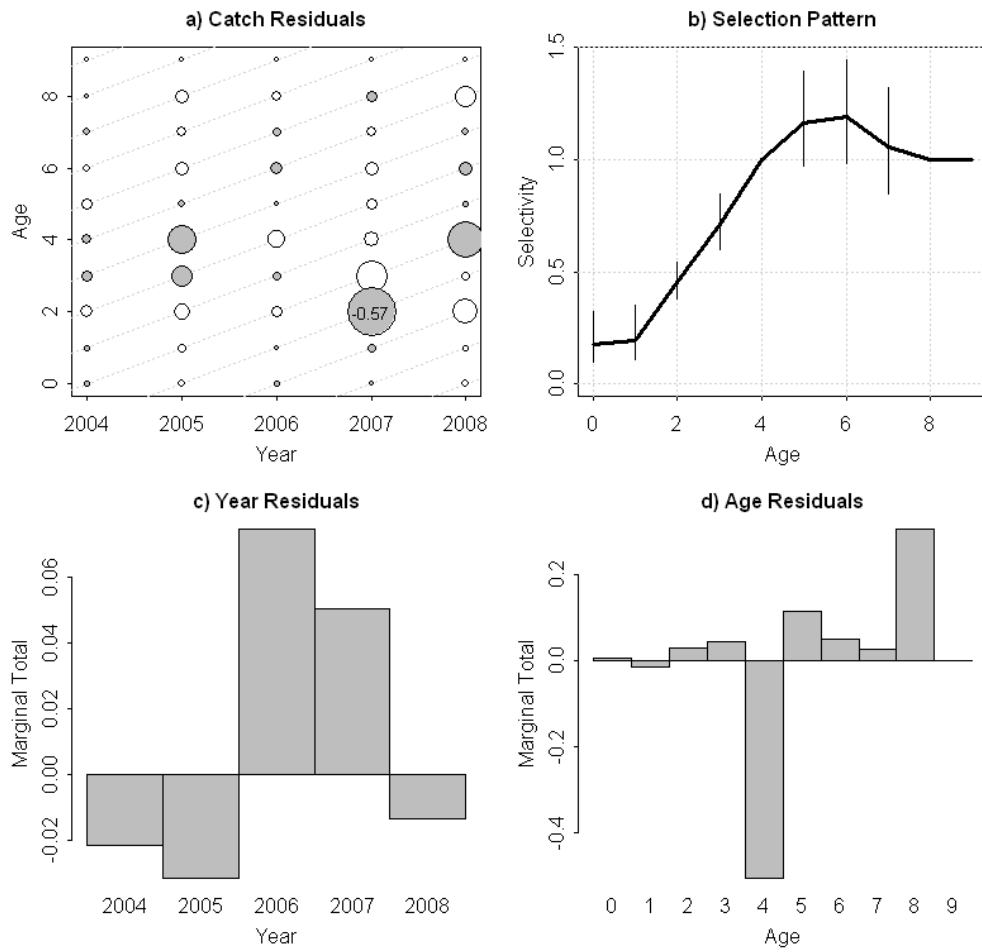 a) Catch Residuals
Age
0 2 4 6 8
-0.57
2004 2005 2006 2007 2008
Year
b) Selection Pattern
Selectivity
0.0 0.5 1.0 1.5
0 2 4 6 8
Age
c) Year Residuals
Marginal Total
-0.02 0.00 0.02 0.04 0.06
2004 2005 2006 2007 2008
Year
d) Age Residuals
Marginal Total
-0.4 -0.2 0.0 0.2
0 1 2 3 4 5 6 7 8 9
Age